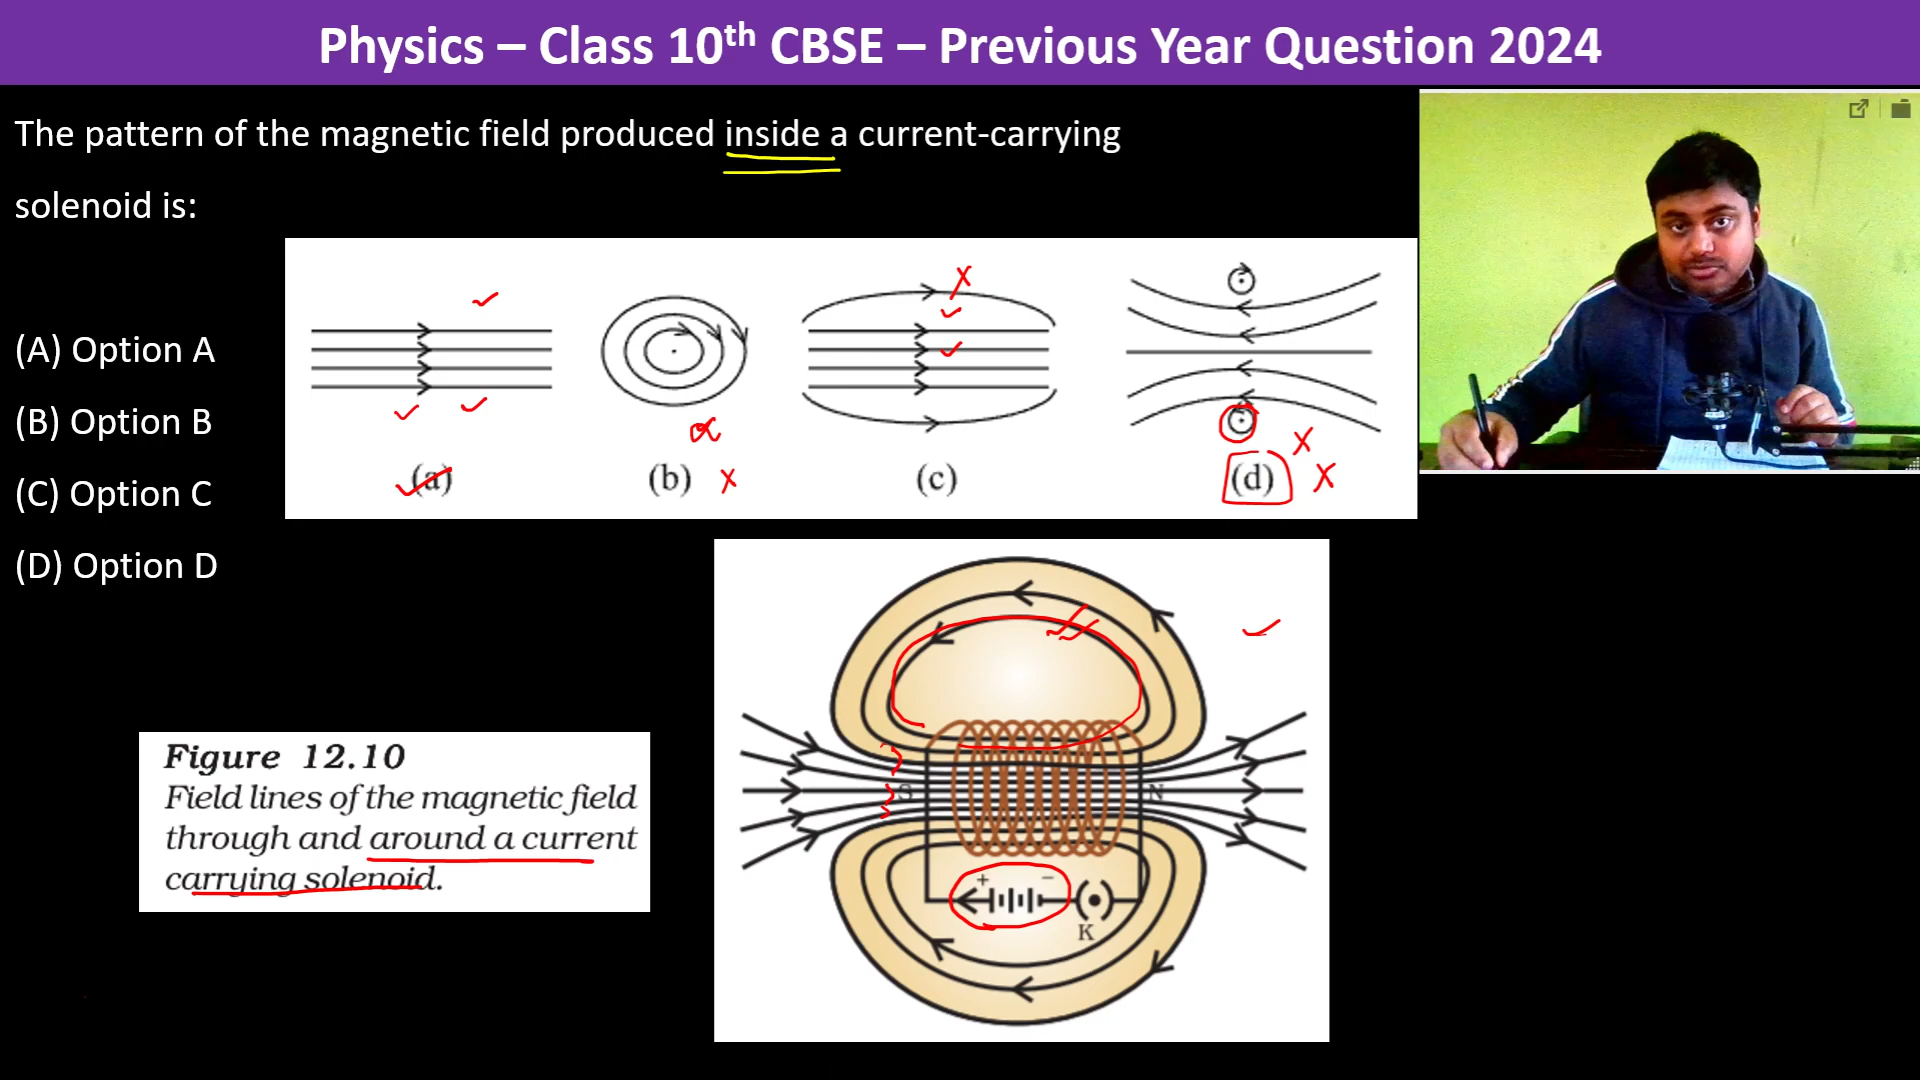 Physics – Class 10th CBSE – Previous Year Question 2024
The pattern of the magnetic field produced inside a current-carrying
solenoid is:
(A) Option A
(B) Option B
(C) Option C
(D) Option D
(a)
(b)
(c)
(d)
S
N
+
−
K
Figure 12.10
Field lines of the magnetic field
through and around a current
carrying solenoid.